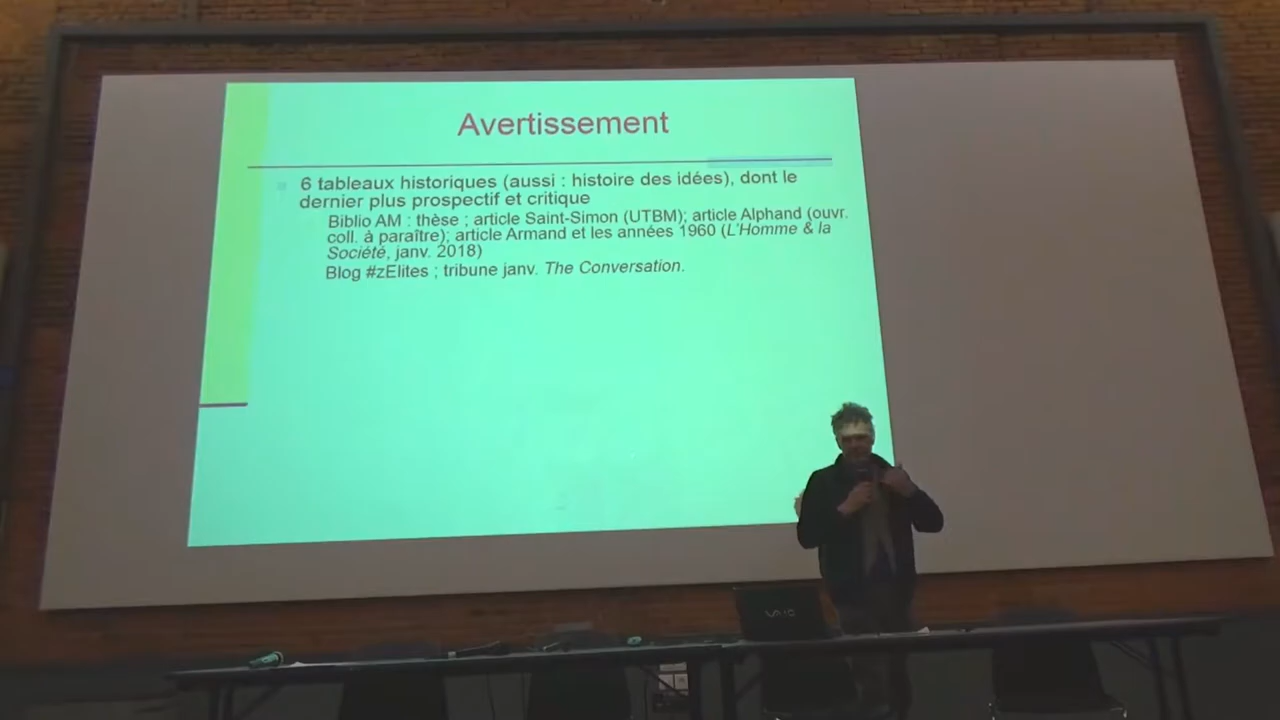 Avertissement
6 tableaux historiques (aussi : histoire des idées), dont le
dernier plus prospectif et critique
Biblio AM : thèse ; article Saint-Simon (UTBM); article Alphand (ouvr.
coll. à paraître); article Armand et les années 1960 (L'Homme & la
Société, janv. 2018)
Blog #zElites ; tribune janv. The Conversation.
VAIO